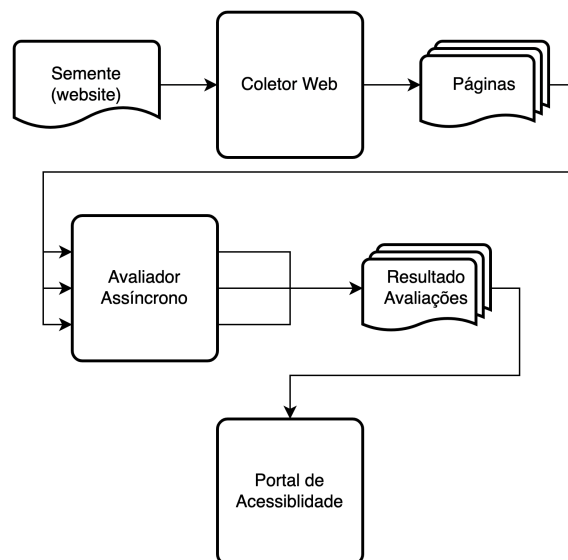 Semente
(website)
Coletor Web
Páginas
Avaliador
Assíncrono
Resultado
Avaliações
Portal de
Acessiblidade